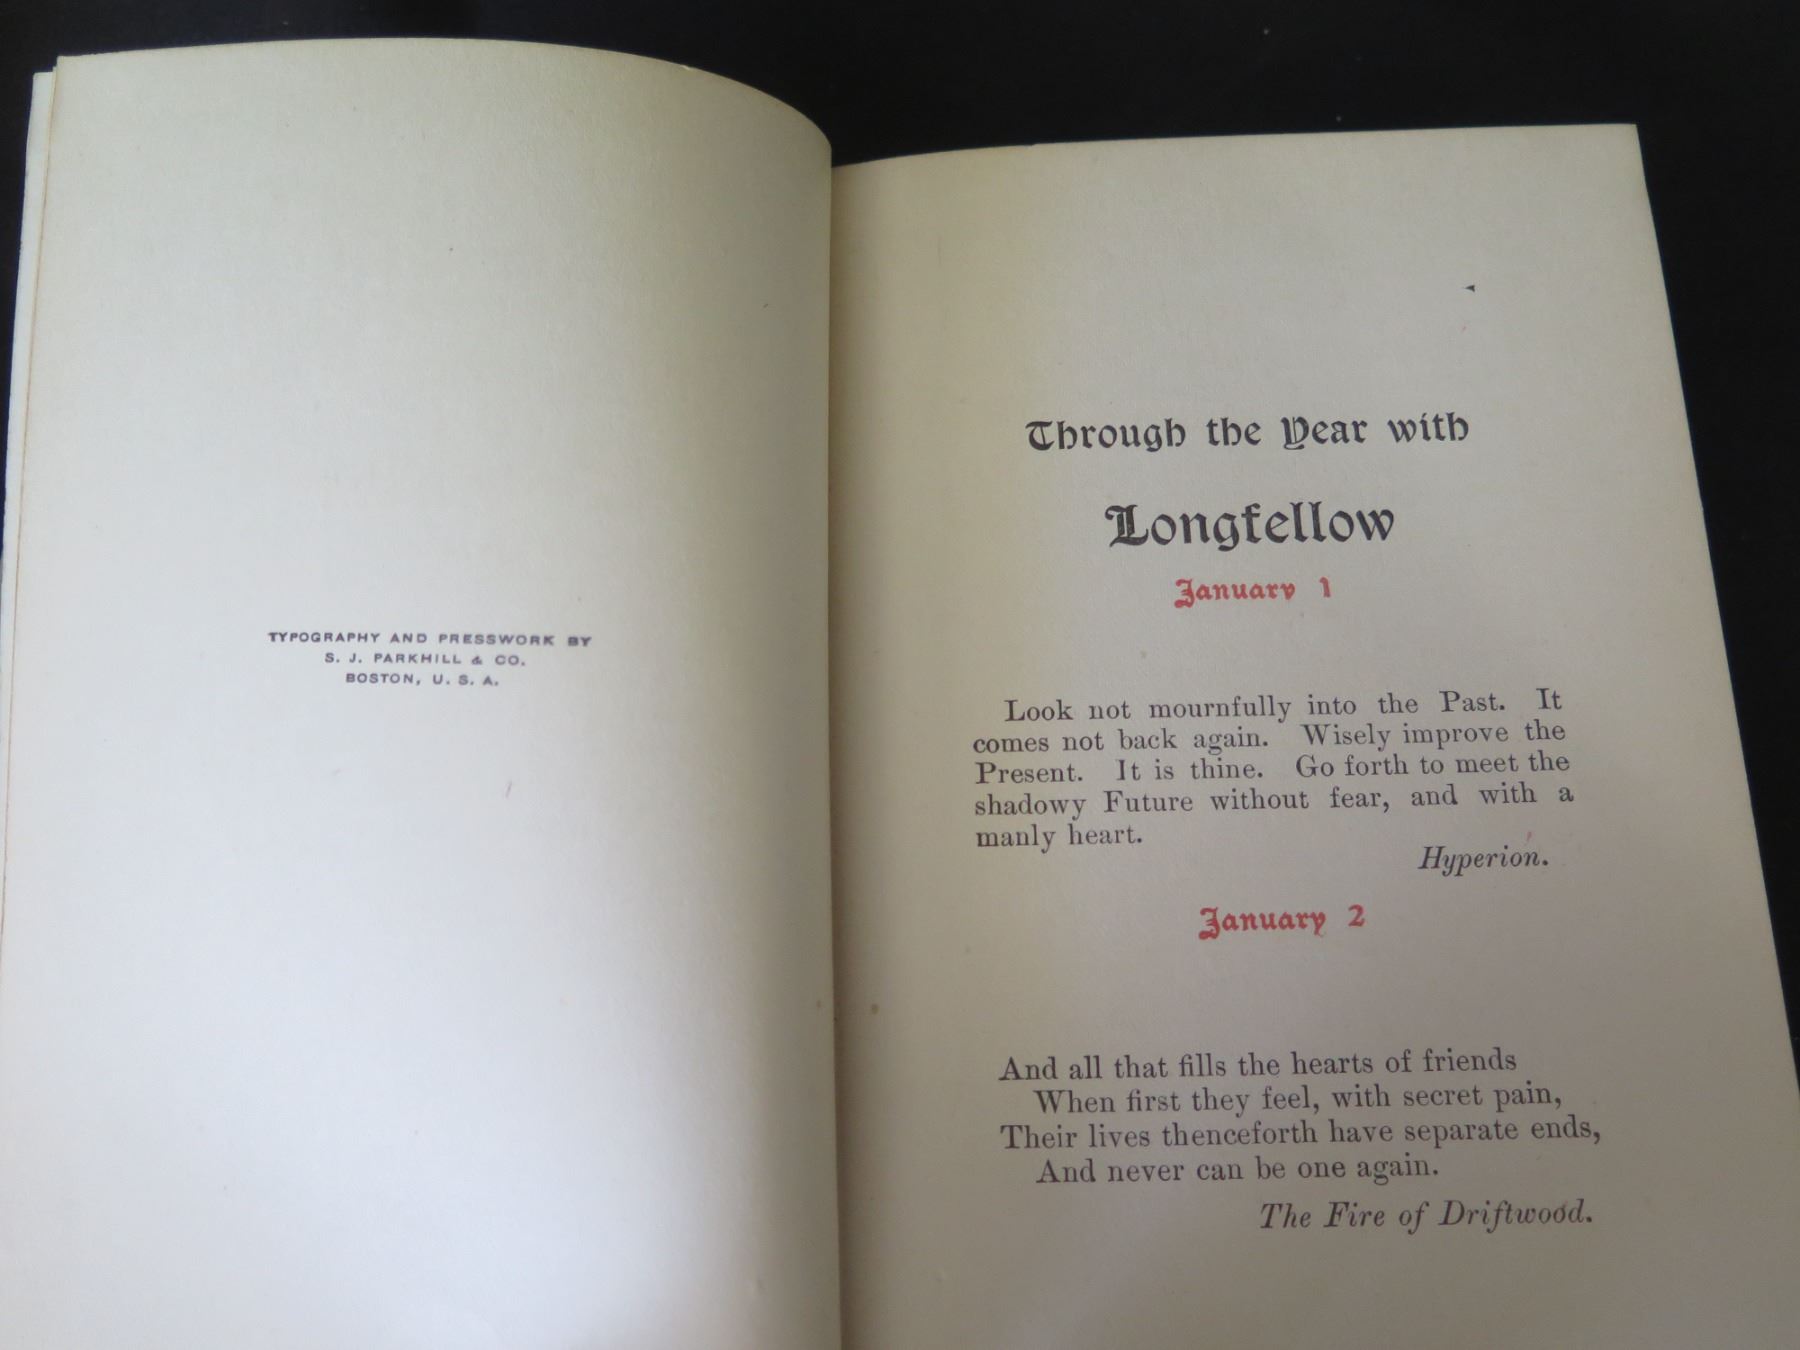 TYPOGRAPHY AND PRESSWORK BY
S. J. PARKHILL & CO.
BOSTON, U. S. A.
Through the Year with
Longfellow
January 1
Look not mournfully into the Past. It
comes not back again. Wisely improve the
Present. It is thine. Go forth to meet the
shadowy Future without fear, and with a
manly heart.
Hyperion.
January 2
And all that fills the hearts of friends
When first they feel, with secret pain,
Their lives thenceforth have separate ends,
And never can be one again.
The Fire of Driftwood.